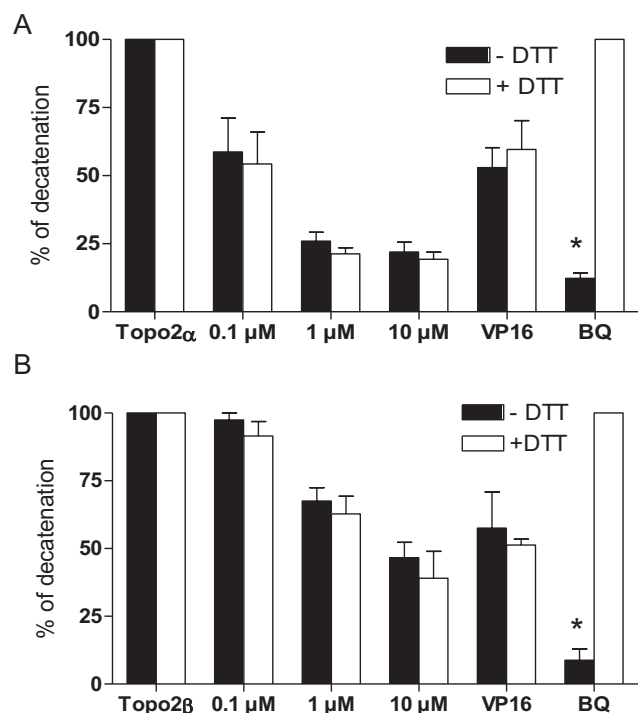 A
100
75
50
25
0
% of decatenation
- DTT
+ DTT
*
Topo2α 0.1 µM 1 µM 10 µM VP16 BQ
B
100
75
50
25
0
% of decatenation
- DTT
+DTT
*
Topo2β 0.1 µM 1 µM 10 µM VP16 BQ